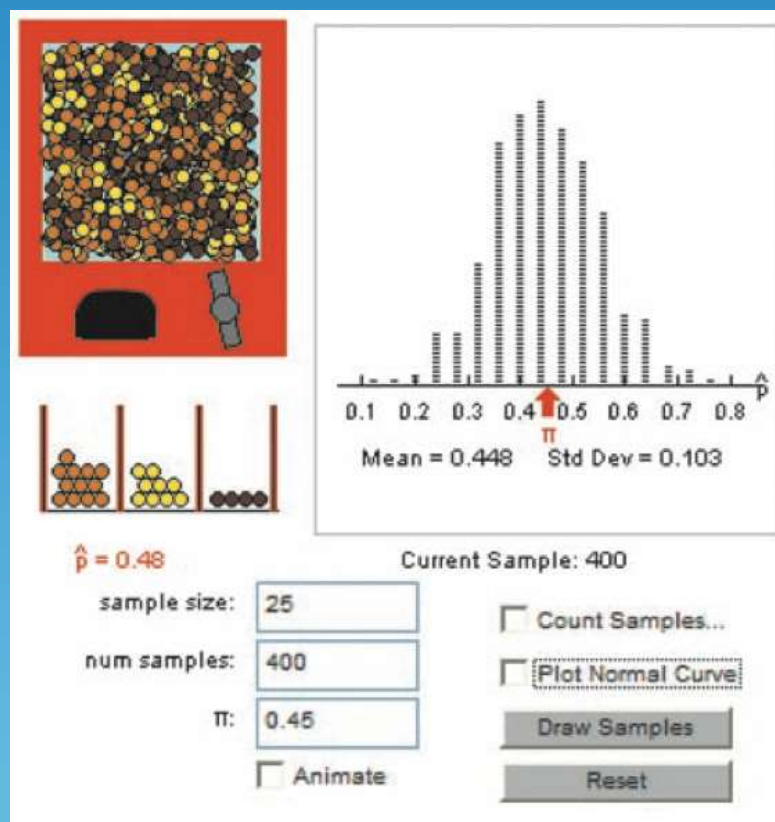 0.1 0.2 0.3 0.4 0.5 0.6 0.7 0.8 p̂
π
Mean = 0.448 Std Dev = 0.103
p̂ = 0.48
Current Sample: 400
sample size: 25
num samples: 400
π: 0.45
Animate
Count Samples...
Plot Normal Curve
Draw Samples
Reset